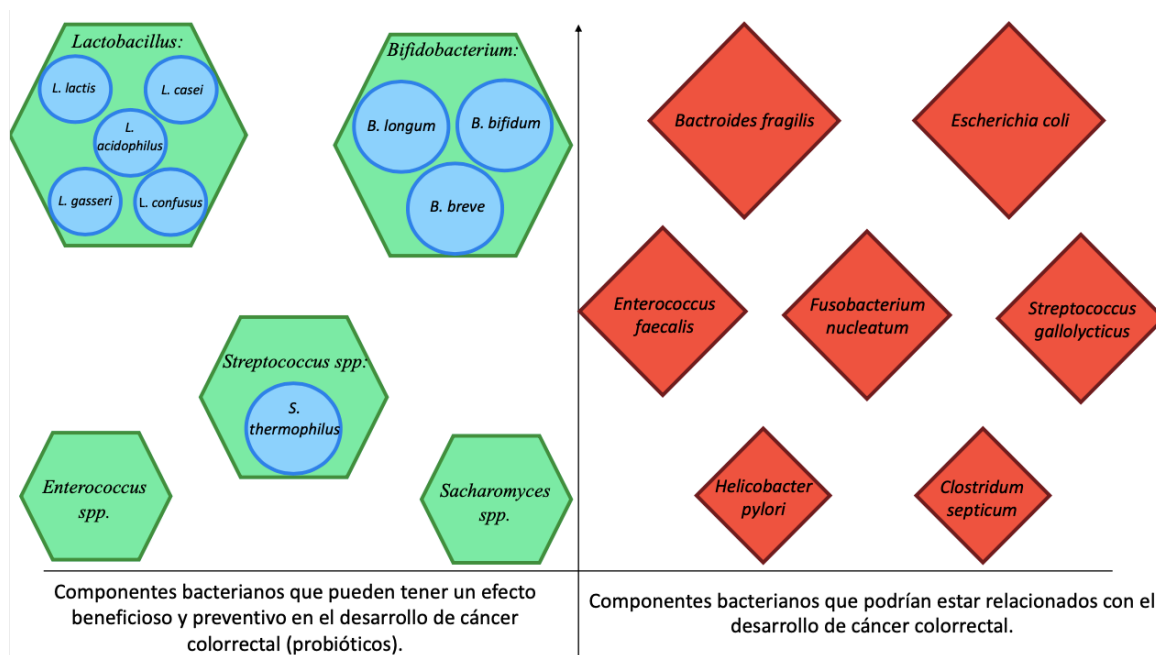 Lactobacillus:
L. lactis
L. casei
L.
acidophilus
L. gasseri
L. confusus
Bifidobacterium:
B. longum
B. bifidum
B. breve
Streptococcus spp:
S.
thermophilus
Enterococcus
spp.
Sacharomyces
spp.
Componentes bacterianos que pueden tener un efecto
beneficioso y preventivo en el desarrollo de cáncer
colorrectal (probióticos).
Bactroides fragilis
Escherichia coli
Enterococcus
faecalis
Fusobacterium
nucleatum
Streptococcus
gallolycticus
Helicobacter
pylori
Clostridum
septicum
Componentes bacterianos que podrían estar relacionados con el
desarrollo de cáncer colorrectal.